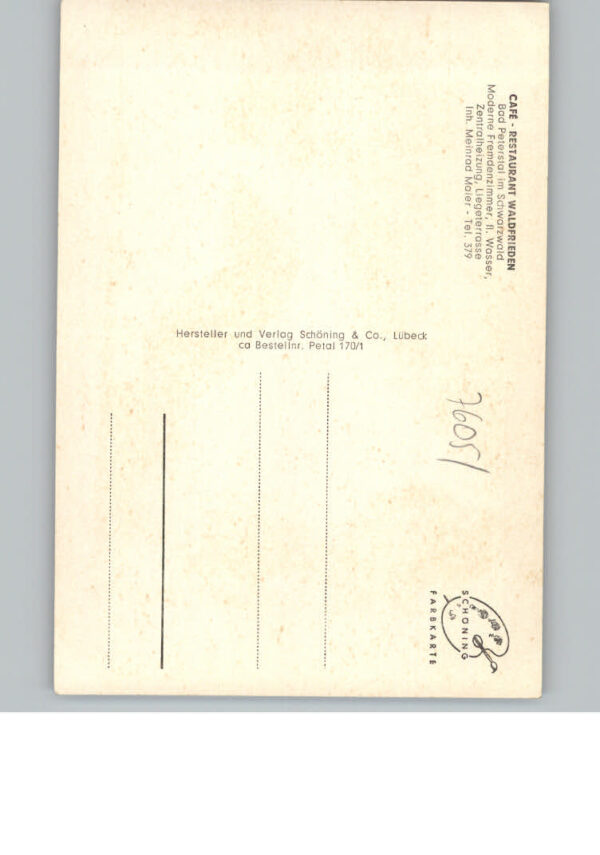 CAFÉ - RESTAURANT WALDFRIEDEN
Bad Peterstal im Schwarzwald
Moderne Fremdenzimmer, fl. Wasser,
Zentralheizung, Liegeterrasse
Inh. Meinrad Maier - Tel. 379
Hersteller und Verlag Schöning & Co., Lübeck
ca Bestellnr. Petal 170/1
76051
SCHÖNING
FARBKARTE